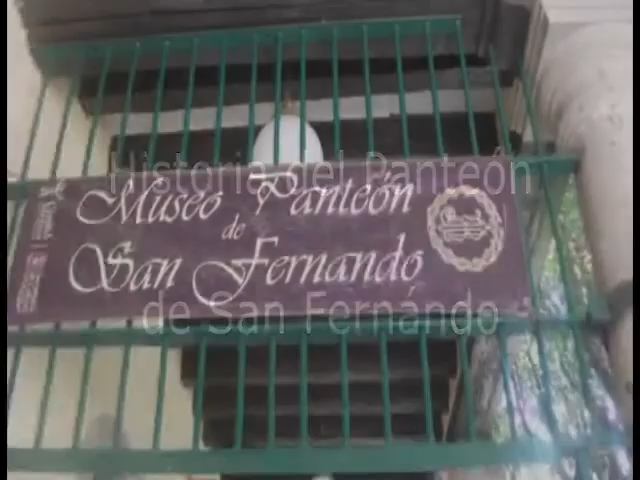 Historia del Panteón
Museo Panteón
de
San Fernando
de San Fernando